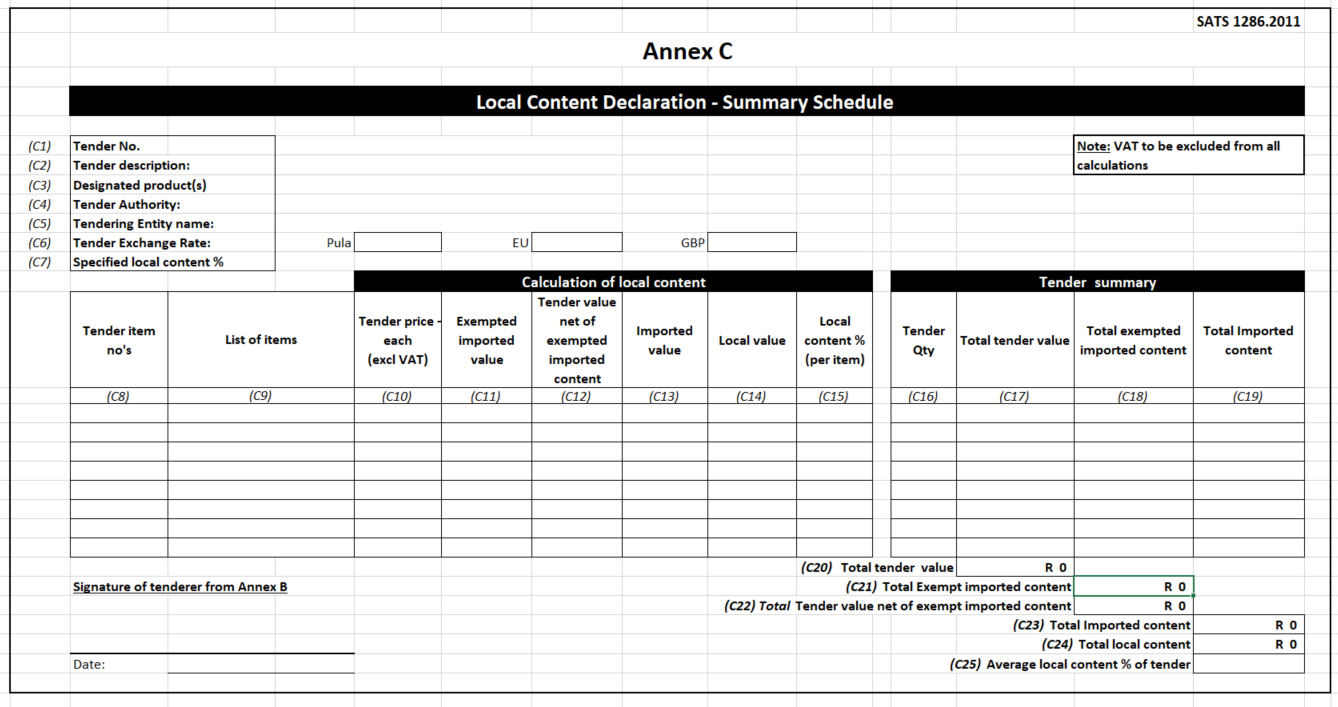 SATS 1286.2011
Annex C
Local Content Declaration - Summary Schedule
(C1) Tender No.
Note: VAT to be excluded from all
calculations
(C2) Tender description:
(C3) Designated product(s)
(C4) Tender Authority:
(C5) Tendering Entity name:
(C6) Tender Exchange Rate: Pula EU GBP
(C7) Specified local content %
Calculation of local content
Tender summary
Tender item
no's
List of items
Tender price -
each
(excl VAT)
Exempted
imported
value
Tender value
net of
exempted
imported
content
Imported
value
Local value
Local
content %
(per item)
Tender
Qty
Total tender value
Total exempted
imported content
Total Imported
content
(C8) (C9) (C10) (C11) (C12) (C13) (C14) (C15) (C16) (C17) (C18) (C19)
(C20) Total tender value R 0
Signature of tenderer from Annex B
(C21) Total Exempt imported content R 0
(C22) Total Tender value net of exempt imported content R 0
(C23) Total Imported content R 0
(C24) Total local content R 0
Date:
(C25) Average local content % of tender